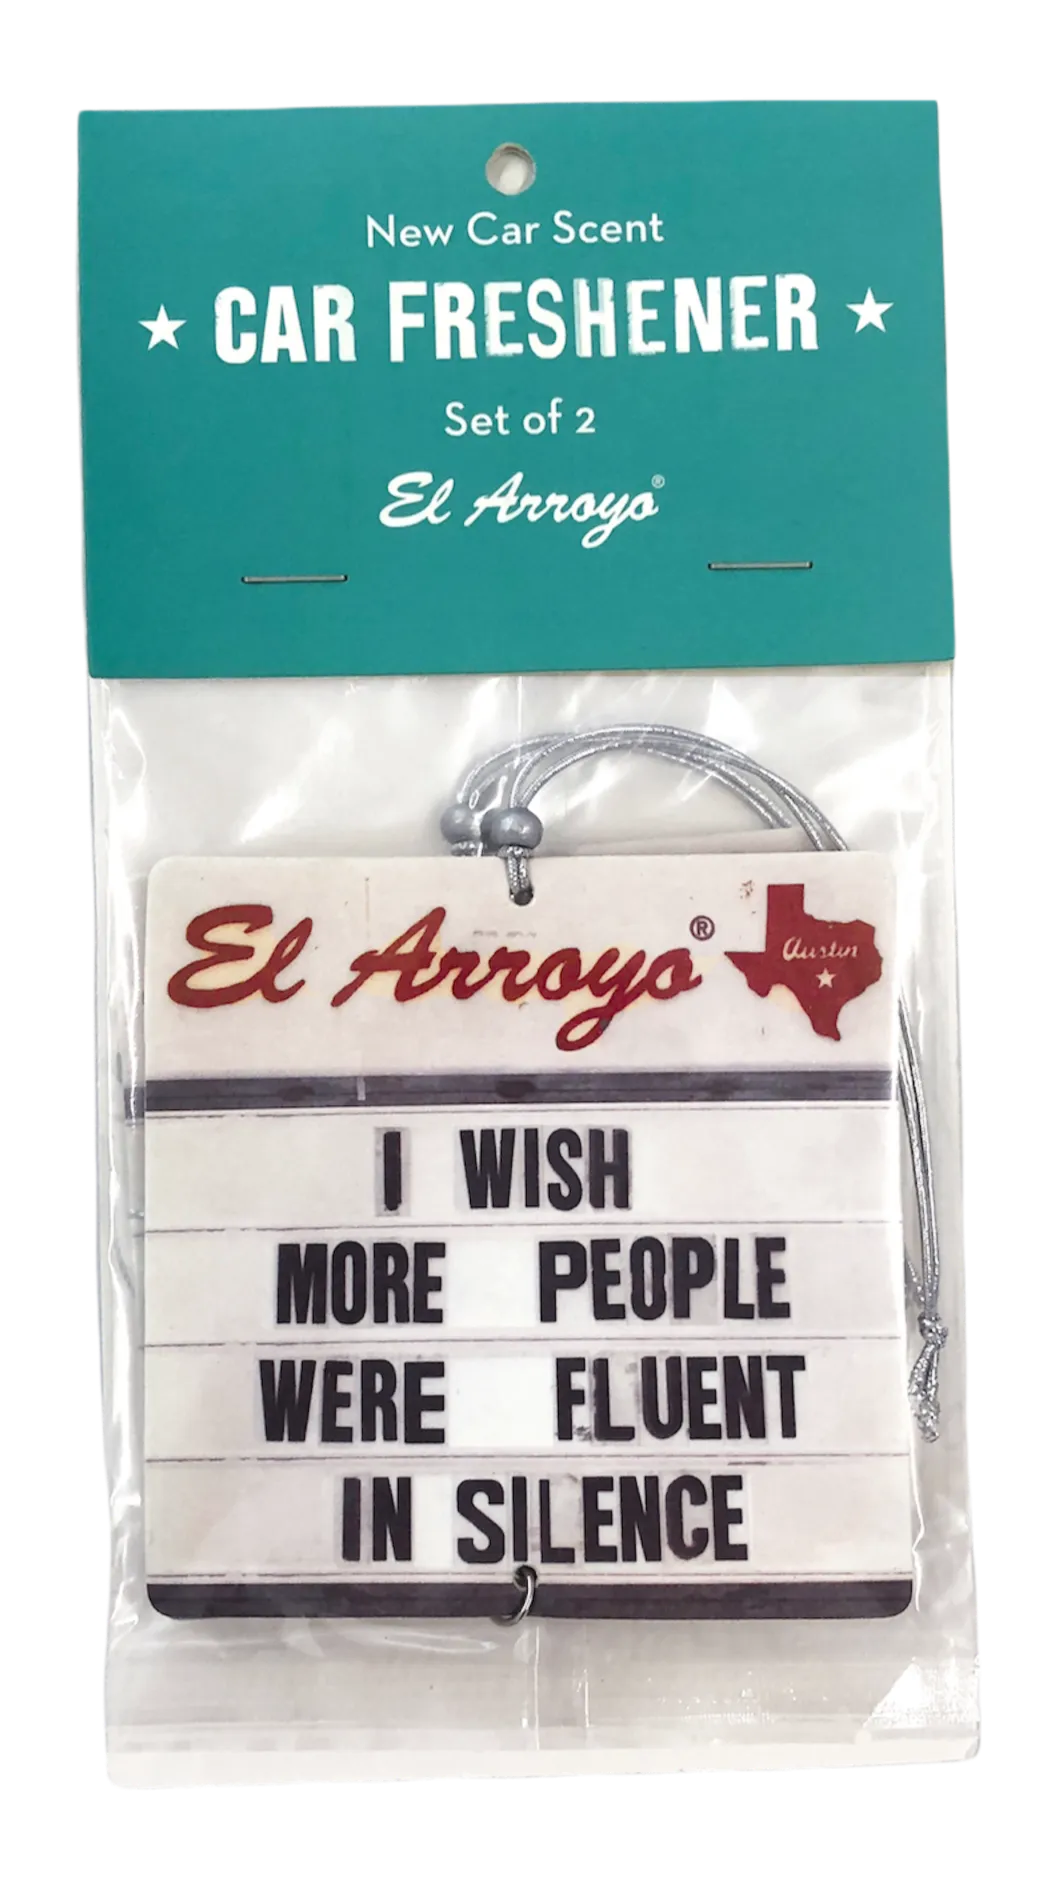 New Car Scent
★ CAR FRESHENER ★
Set of 2
El Arroyo®
El Arroyo®
Austin
I WISH
MORE PEOPLE
WERE FLUENT
IN SILENCE